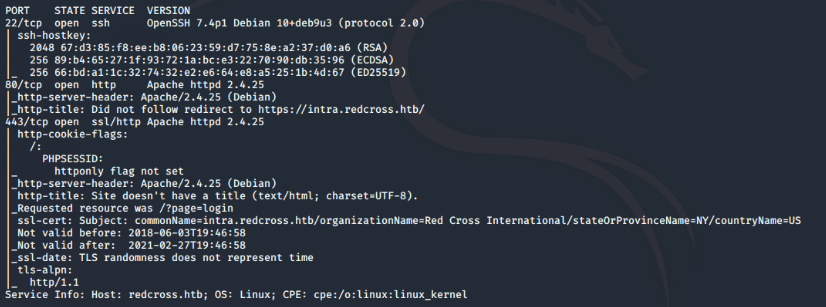 PORT    STATE SERVICE  VERSION
22/tcp  open  ssh      OpenSSH 7.4p1 Debian 10+deb9u3 (protocol 2.0)
| ssh-hostkey:
|   2048 67:d3:85:f8:ee:b8:06:23:59:d7:75:8e:a2:37:d0:a6 (RSA)
|   256 89:b4:65:27:1f:93:72:1a:bc:e3:22:70:90:db:35:96 (ECDSA)
|_  256 66:bd:a1:1c:32:74:32:e2:e6:64:e8:a5:25:1b:4d:67 (ED25519)
80/tcp  open  http     Apache httpd 2.4.25
|_http-server-header: Apache/2.4.25 (Debian)
|_http-title: Did not follow redirect to https://intra.redcross.htb/
443/tcp open  ssl/http Apache httpd 2.4.25
| http-cookie-flags:
|   /:
|     PHPSESSID:
|_      httponly flag not set
|_http-server-header: Apache/2.4.25 (Debian)
| http-title: Site doesn't have a title (text/html; charset=UTF-8).
|_Requested resource was /?page=login
| ssl-cert: Subject: commonName=intra.redcross.htb/organizationName=Red Cross International/stateOrProvinceName=NY/countryName=US
| Not valid before: 2018-06-03T19:46:58
|_Not valid after:  2021-02-27T19:46:58
|_ssl-date: TLS randomness does not represent time
| tls-alpn:
|_  http/1.1
Service Info: Host: redcross.htb; OS: Linux; CPE: cpe:/o:linux:linux_kernel